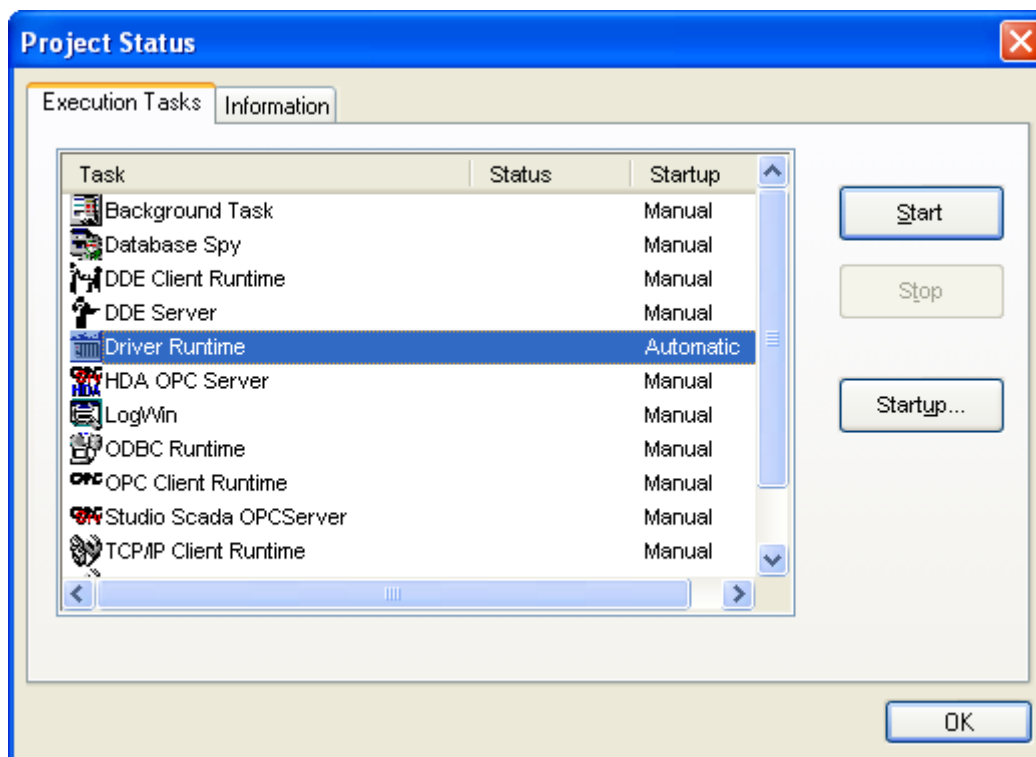 Project Status
Execution Tasks Information
Task Status Startup
Background Task Manual
Database Spy Manual
DDE Client Runtime Manual
DDE Server Manual
Driver Runtime Automatic
HDA OPC Server Manual
LogWin Manual
ODBC Runtime Manual
OPC Client Runtime Manual
Studio Scada OPCServer Manual
TCP/IP Client Runtime Manual
Start
Stop
Startup...
OK